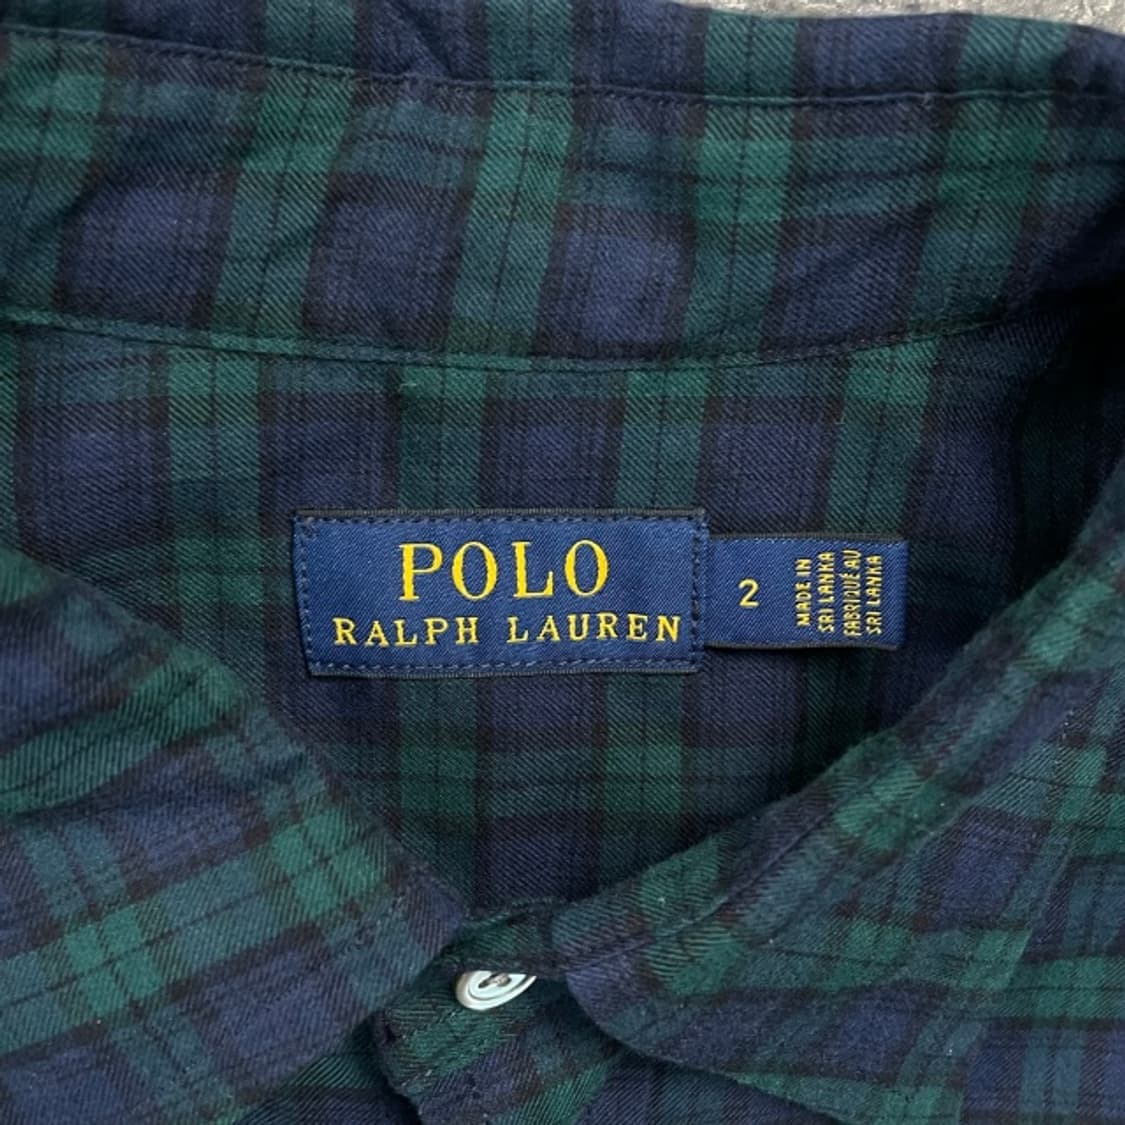 POLO
RALPH LAUREN
2
MADE IN
SRI LANKA
FABRIQUÉ AU
SRI LANKA